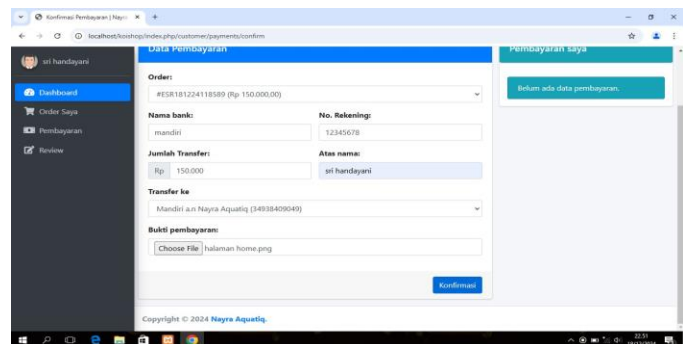 Konfirmasi Pembayaran | Nayra
localhost/koishop/index.php/customer/payments/confirm
sri handayani
Dashboard
Order Saya
Pembayaran
Review
Data Pembayaran
Order:
#ESR181224118589 (Rp 150.000,00)
Nama bank:
No. Rekening:
mandiri
12345678
Jumlah Transfer:
Atas nama:
Rp 150.000
sri handayani
Transfer ke
Mandiri a.n Nayra Aquatiq (34938409049)
Bukti pembayaran:
Choose File halaman home.png
Konfirmasi
Pembayaran saya
Belum ada data pembayaran.
Copyright © 2024 Nayra Aquatiq.
22.51